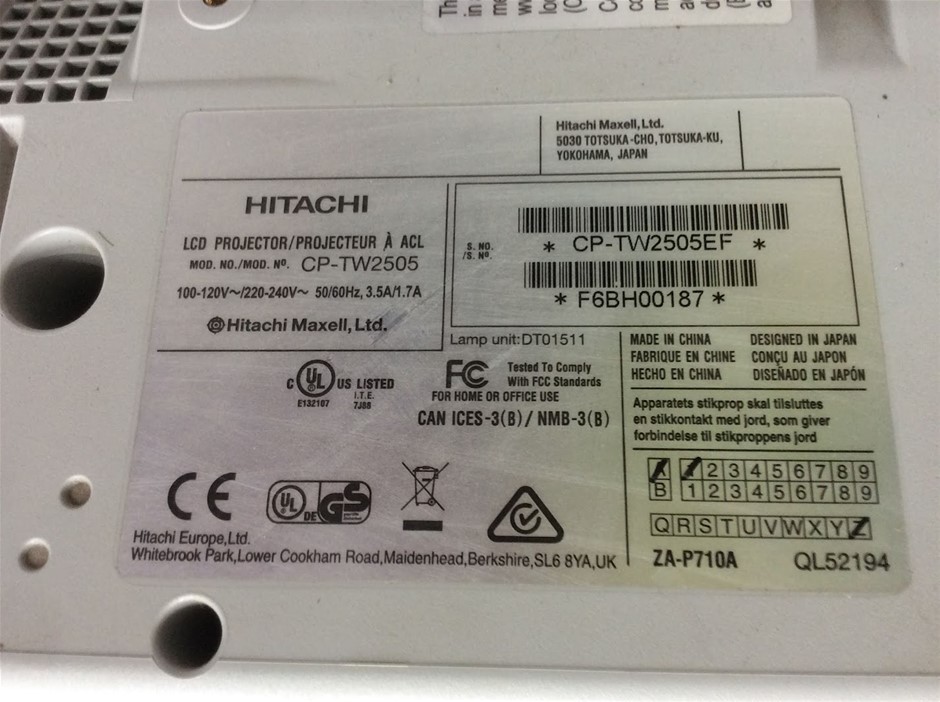 Hitachi Maxell, Ltd.
5030 TOTSUKA-CHO, TOTSUKA-KU,
YOKOHAMA, JAPAN
HITACHI
LCD PROJECTOR/PROJECTEUR À ACL
MOD. NO./MOD. Nº. CP-TW2505
100-120V～/220-240V～ 50/60Hz, 3.5A/1.7A
Hitachi Maxell, Ltd.
S. NO.
/S. Nº.
* CP-TW2505EF *
* F6BH00187 *
Lamp unit:DT01511
C UL US LISTED
I.T.E.
E132107 7J88
FC Tested To Comply
With FCC Standards
FOR HOME OR OFFICE USE
CAN ICES-3(B)/ NMB-3(B)
MADE IN CHINA DESIGNED IN JAPAN
FABRIQUE EN CHINE CONÇU AU JAPON
HECHO EN CHINA DISEÑADO EN JAPÓN
Apparatets stikprop skal tilsluttes
en stikkontakt med jord, som giver
forbindelse til stikproppens jord
A 1 2 3 4 5 6 7 8 9
B 1 2 3 4 5 6 7 8 9
Q R S T U V W X Y Z
ZA-P710A QL52194
CE
UL DE GS
Hitachi Europe,Ltd.
Whitebrook Park,Lower Cookham Road,Maidenhead,Berkshire,SL6 8YA,UK